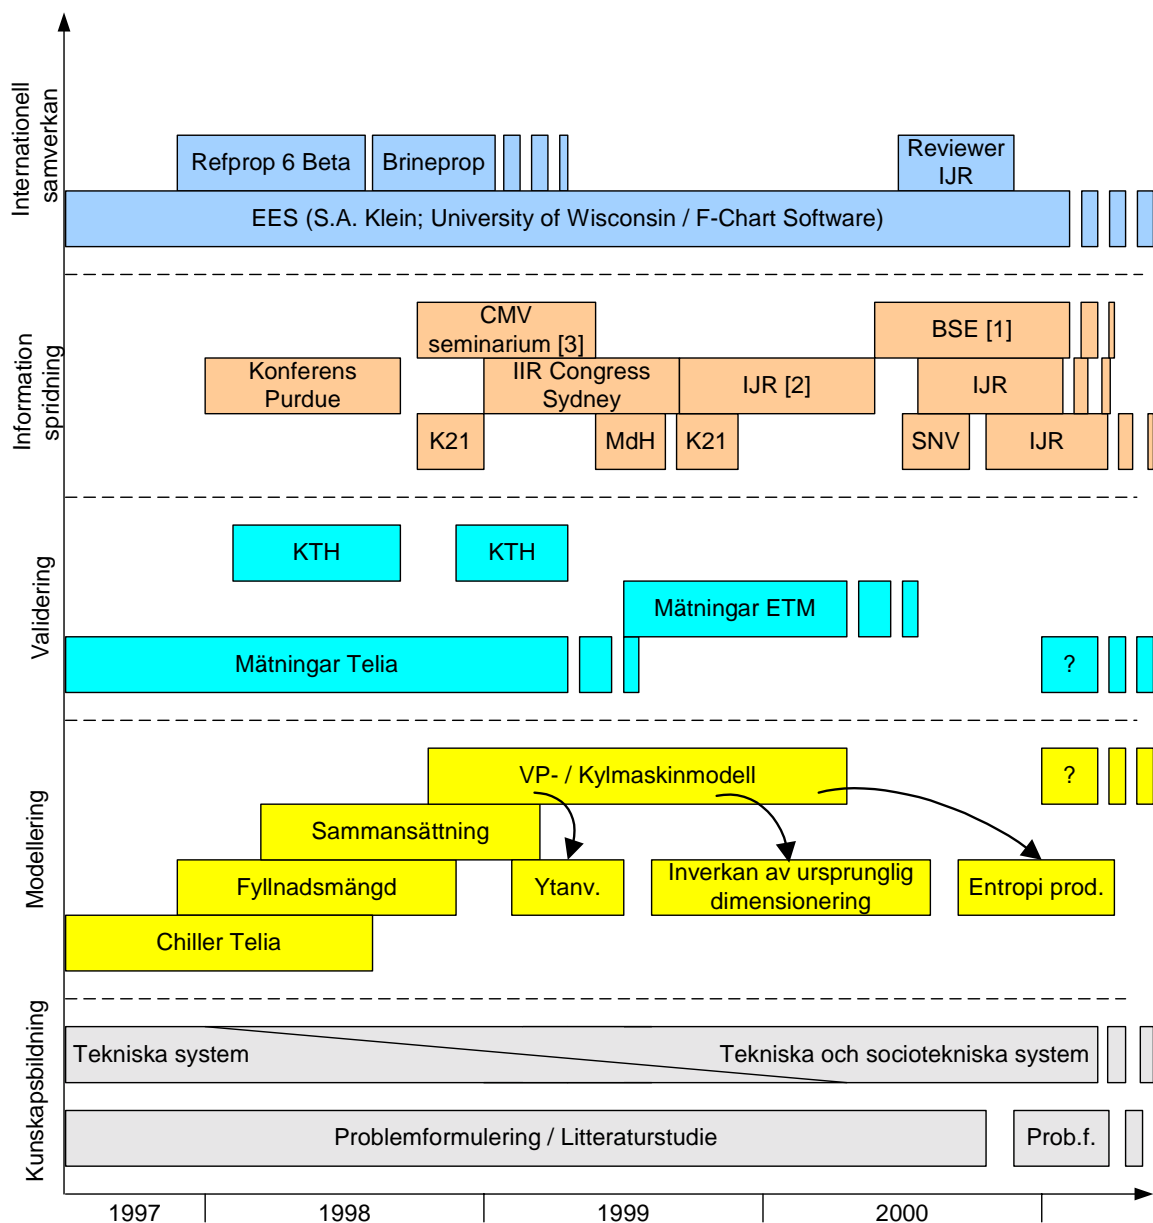 Internationell
samverkan
Refprop 6 Beta
Brineprop
Reviewer
IJR
EES (S.A. Klein; University of Wisconsin / F-Chart Software)
Information
spridning
CMV
seminarium [3]
BSE [1]
Konferens
Purdue
IIR Congress
Sydney
IJR [2]
IJR
K21
MdH
K21
SNV
IJR
Validering
KTH
KTH
Mätningar ETM
Mätningar Telia
?
Modellering
VP- / Kylmaskinmodell
?
Sammansättning
Fyllnadsmängd
Ytanv.
Inverkan av ursprunglig
dimensionering
Entropi prod.
Chiller Telia
Kunskapsbildning
Tekniska system
Tekniska och sociotekniska system
Problemformulering / Litteraturstudie
Prob.f.
1997
1998
1999
2000